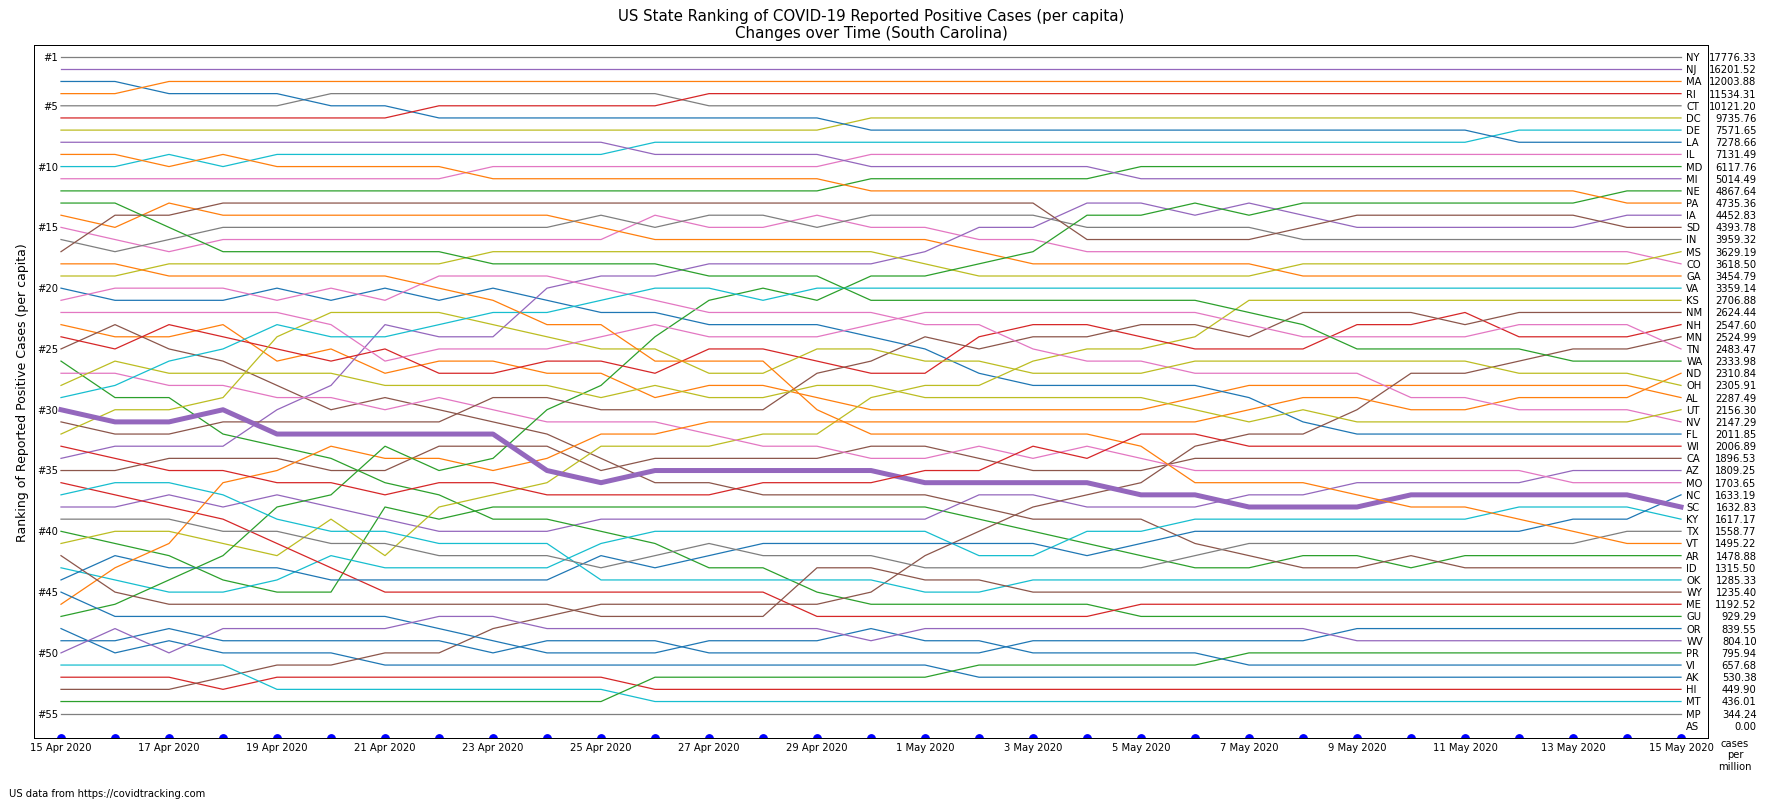 US State Ranking of COVID-19 Reported Positive Cases (per capita)
Changes over Time (South Carolina)
Ranking of Reported Positive Cases (per capita)
#1
#5
#10
#15
#20
#25
#30
#35
#40
#45
#50
#55
NY 17776.33
NJ 16201.52
MA 12003.88
RI 11534.31
CT 10121.20
DC 9735.76
DE 7571.65
LA 7278.66
IL 7131.49
MD 6117.76
MI 5014.49
NE 4867.64
PA 4735.36
IA 4452.83
SD 4393.78
IN 3959.32
MS 3629.19
CO 3618.50
GA 3454.79
VA 3359.14
KS 2706.88
NM 2624.44
NH 2547.60
MN 2524.99
TN 2483.47
WA 2333.98
ND 2310.84
OH 2305.91
AL 2287.49
UT 2156.30
NV 2147.29
FL 2011.85
WI 2006.89
CA 1896.53
AZ 1809.25
MO 1703.65
NC 1633.19
SC 1632.83
KY 1617.17
TX 1558.77
VT 1495.22
AR 1478.88
ID 1315.50
OK 1285.33
WY 1235.40
ME 1192.52
GU 929.29
OR 839.55
WV 804.10
PR 795.94
VI 657.68
AK 530.38
HI 449.90
MT 436.01
MP 344.24
AS 0.00
15 Apr 2020 17 Apr 2020 19 Apr 2020 21 Apr 2020 23 Apr 2020 25 Apr 2020 27 Apr 2020 29 Apr 2020 1 May 2020 3 May 2020 5 May 2020 7 May 2020 9 May 2020 11 May 2020 13 May 2020 15 May 2020
cases
per
million
US data from https://covidtracking.com